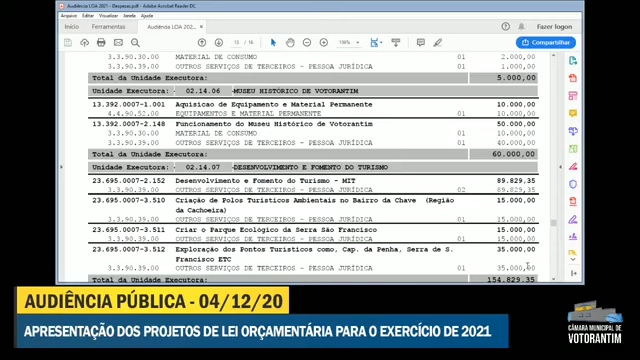 Audiência LOA 2021 - Despesas.pdf - Adobe Acrobat Reader DC
Arquivo Editar Visualizar Assinar Janela Ajuda
Início Ferramentas Audiência LOA 202... × Fazer logon
15 / 16 136% Compartilhar
3.3.90.30.00 MATERIAL DE CONSUMO 01 2.000,00
3.3.90.39.00 OUTROS SERVIÇOS DE TERCEIROS - PESSOA JURÍDICA 01 1.000,00
Total da Unidade Executora: 5.000,00
Unidade Executora: - 02.14.06 -MUSEU HISTÓRICO DE VOTORANTIM
13.392.0007-1.001 Aquisicao de Equipamento e Material Permanente 10.000,00
4.4.90.52.00 EQUIPAMENTOS E MATERIAL PERMANENTE 01 10.000,00
13.392.0007-2.148 Funcionamento do Museu Histórico de Votorantim 50.000,00
3.3.90.30.00 MATERIAL DE CONSUMO 01 10.000,00
3.3.90.39.00 OUTROS SERVIÇOS DE TERCEIROS - PESSOA JURÍDICA 01 40.000,00
Total da Unidade Executora: 60.000,00
Unidade Executora: - 02.14.07 -DESENVOLVIMENTO E FOMENTO DO TURISMO
23.695.0007-2.152 Desenvolvimento e Fomento do Turismo - MIT 89.829,35
3.3.90.39.00 OUTROS SERVIÇOS DE TERCEIROS - PESSOA JURÍDICA 02 89.829,35
23.695.0007-3.510 Criação de Polos Turísticos Ambientais no Bairro da Chave (Região 15.000,00
da Cachoeira)
3.3.90.39.00 OUTROS SERVIÇOS DE TERCEIROS - PESSOA JURÍDICA 01 15.000,00
23.695.0007-3.511 Criar o Parque Ecológico da Serra São Francisco 15.000,00
3.3.90.39.00 OUTROS SERVIÇOS DE TERCEIROS - PESSOA JURÍDICA 01 15.000,00
23.695.0007-3.512 Exploração dos Pontos Turísticos como, Cap. da Penha, Serra de S. 35.000,00
Francisco ETC
3.3.90.39.00 OUTROS SERVIÇOS DE TERCEIROS - PESSOA JURÍDICA 01 35.000,00
Total da Unidade Executora: 154.829,35
AUDIÊNCIA PÚBLICA - 04/12/20
APRESENTAÇÃO DOS PROJETOS DE LEI ORÇAMENTÁRIA PARA O EXERCÍCIO DE 2021
CÂMARA MUNICIPAL DE
VOTORANTIM